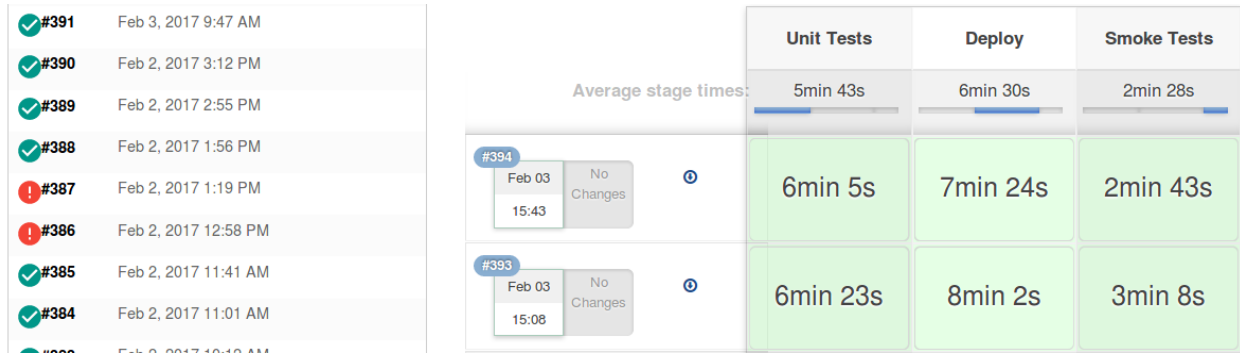 #391 Feb 3, 2017 9:47 AM
#390 Feb 2, 2017 3:12 PM
#389 Feb 2, 2017 2:55 PM
#388 Feb 2, 2017 1:56 PM
#387 Feb 2, 2017 1:19 PM
#386 Feb 2, 2017 12:58 PM
#385 Feb 2, 2017 11:41 AM
#384 Feb 2, 2017 11:01 AM
Unit Tests Deploy Smoke Tests
Average stage times: 5min 43s 6min 30s 2min 28s
#394
Feb 03
15:43
No
Changes
6min 5s 7min 24s 2min 43s
#393
Feb 03
15:08
No
Changes
6min 23s 8min 2s 3min 8s